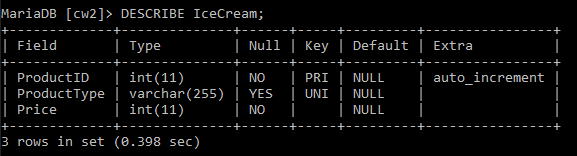 MariaDB [cw2]> DESCRIBE IceCream;
+-------------+--------------+------+-----+---------+----------------+
| Field       | Type         | Null | Key | Default | Extra          |
+-------------+--------------+------+-----+---------+----------------+
| ProductID   | int(11)      | NO   | PRI | NULL    | auto_increment |
| ProductType | varchar(255) | YES  | UNI | NULL    |                |
| Price       | int(11)      | NO   |     | NULL    |                |
+-------------+--------------+------+-----+---------+----------------+
3 rows in set (0.398 sec)